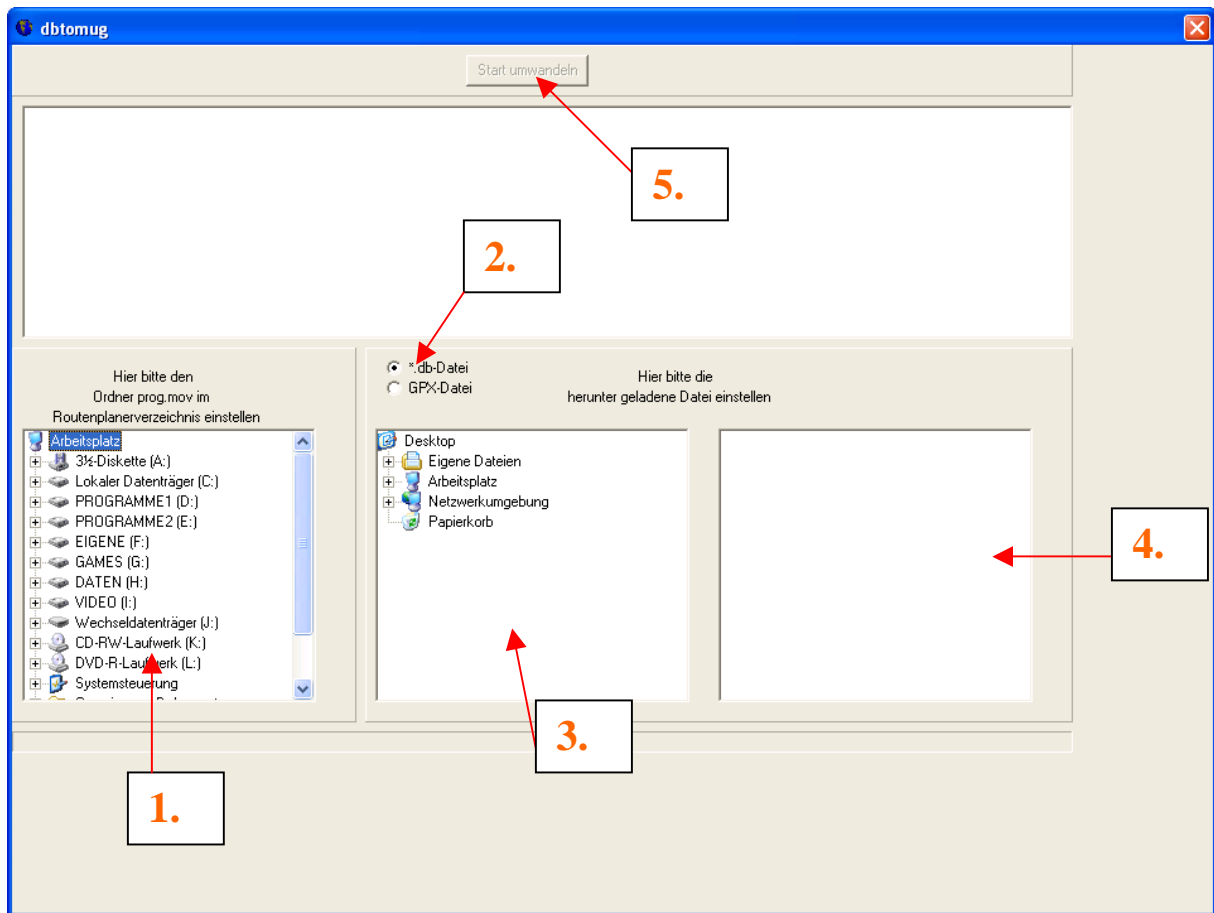 dbtomug
Start umwandeln
5.
2.
Hier bitte den
Ordner prog.mov im
Routenplanerverzeichnis einstellen
*.db-Datei
GPX-Datei
Hier bitte die
herunter geladene Datei einstellen
Arbeitsplatz
3½-Diskette (A:)
Lokaler Datenträger (C:)
PROGRAMME1 (D:)
PROGRAMME2 (E:)
EIGENE (F:)
GAMES (G:)
DATEN (H:)
VIDEO (I:)
Wechseldatenträger (J:)
CD-RW-Laufwerk (K:)
DVD-R-Laufwerk (L:)
Systemsteuerung
Desktop
Eigene Dateien
Arbeitsplatz
Netzwerkumgebung
Papierkorb
4.
3.
1.